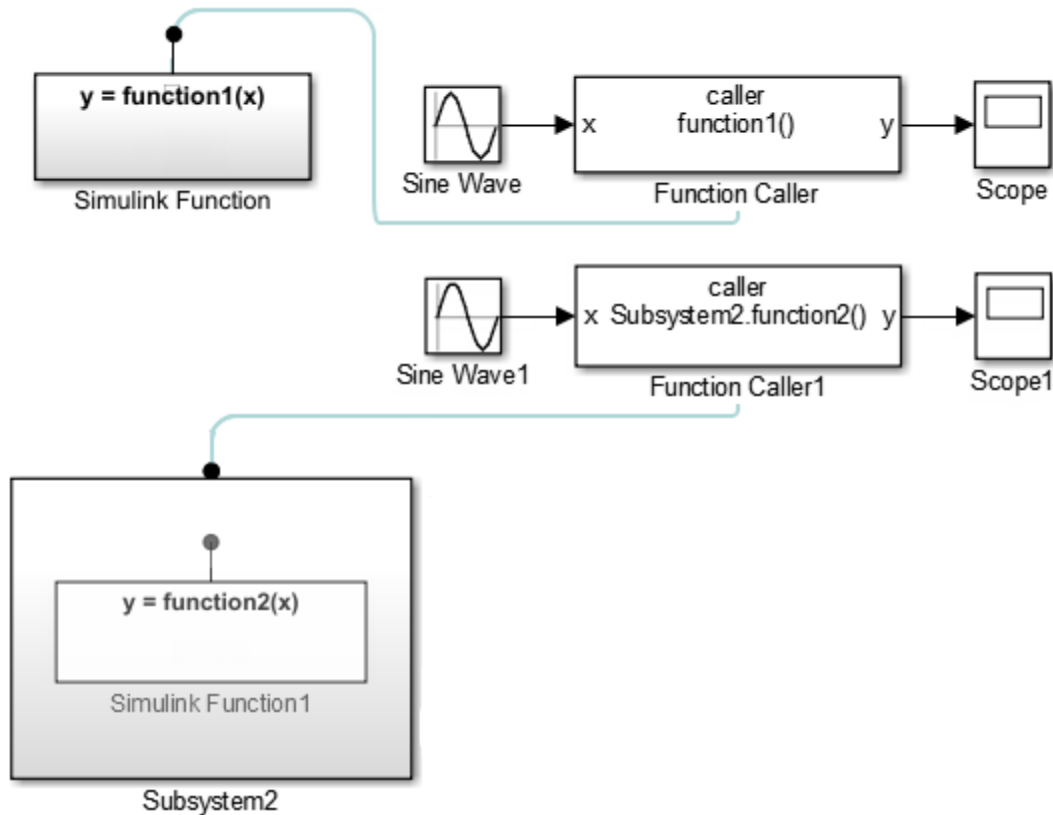 y = function1(x)
Simulink Function
Sine Wave
x
caller
function1()
y
Function Caller
Scope
Sine Wave1
x
caller
Subsystem2.function2()
y
Function Caller1
Scope1
y = function2(x)
Simulink Function1
Subsystem2